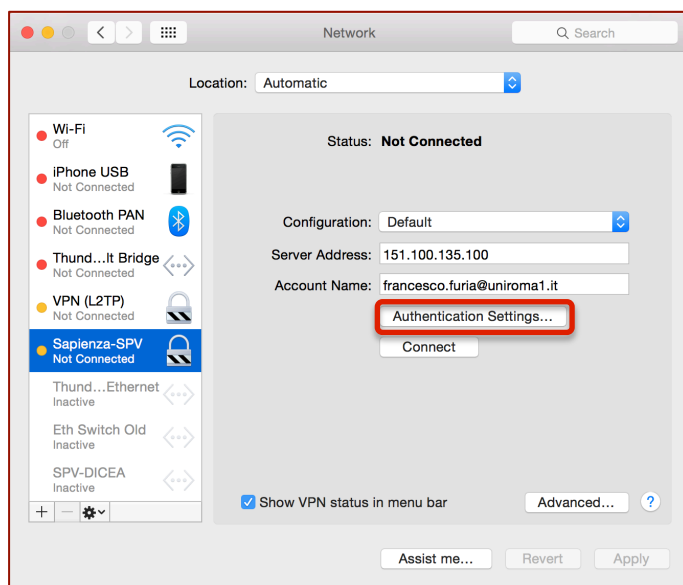 Network
Search
Location: Automatic
Wi-Fi
Off
iPhone USB
Not Connected
Bluetooth PAN
Not Connected
Thund...lt Bridge
Not Connected
VPN (L2TP)
Not Connected
Sapienza-SPV
Not Connected
Thund...Ethernet
Inactive
Eth Switch Old
Inactive
SPV-DICEA
Inactive
Status: Not Connected
Configuration: Default
Server Address: 151.100.135.100
Account Name: francesco.furia@uniroma1.it
Authentication Settings...
Connect
Show VPN status in menu bar
Advanced...
?
Assist me...
Revert
Apply